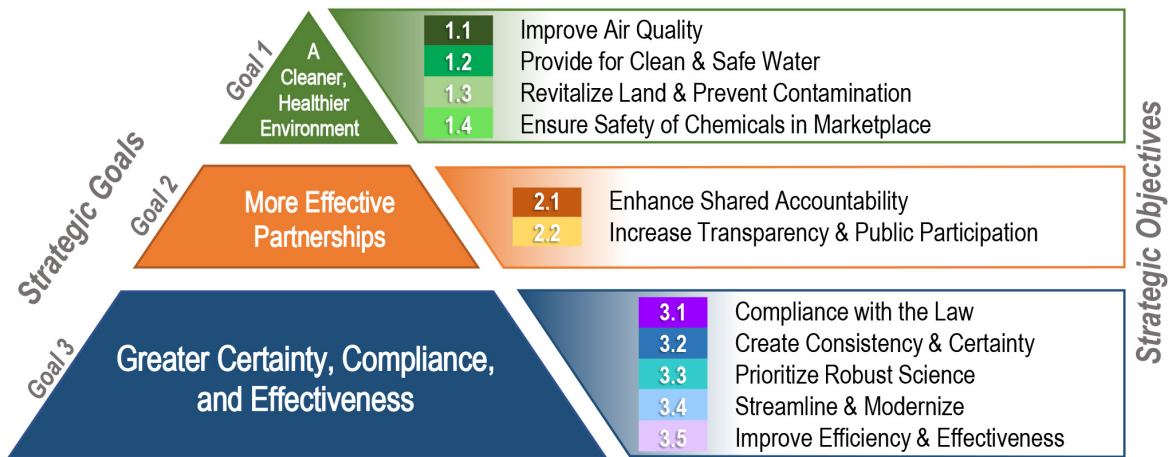 Strategic Goals
Goal 1
A
Cleaner,
Healthier
Environment
1.1 Improve Air Quality
1.2 Provide for Clean & Safe Water
1.3 Revitalize Land & Prevent Contamination
1.4 Ensure Safety of Chemicals in Marketplace
Goal 2
More Effective
Partnerships
2.1 Enhance Shared Accountability
2.2 Increase Transparency & Public Participation
Goal 3
Greater Certainty, Compliance,
and Effectiveness
3.1 Compliance with the Law
3.2 Create Consistency & Certainty
3.3 Prioritize Robust Science
3.4 Streamline & Modernize
3.5 Improve Efficiency & Effectiveness
Strategic Objectives